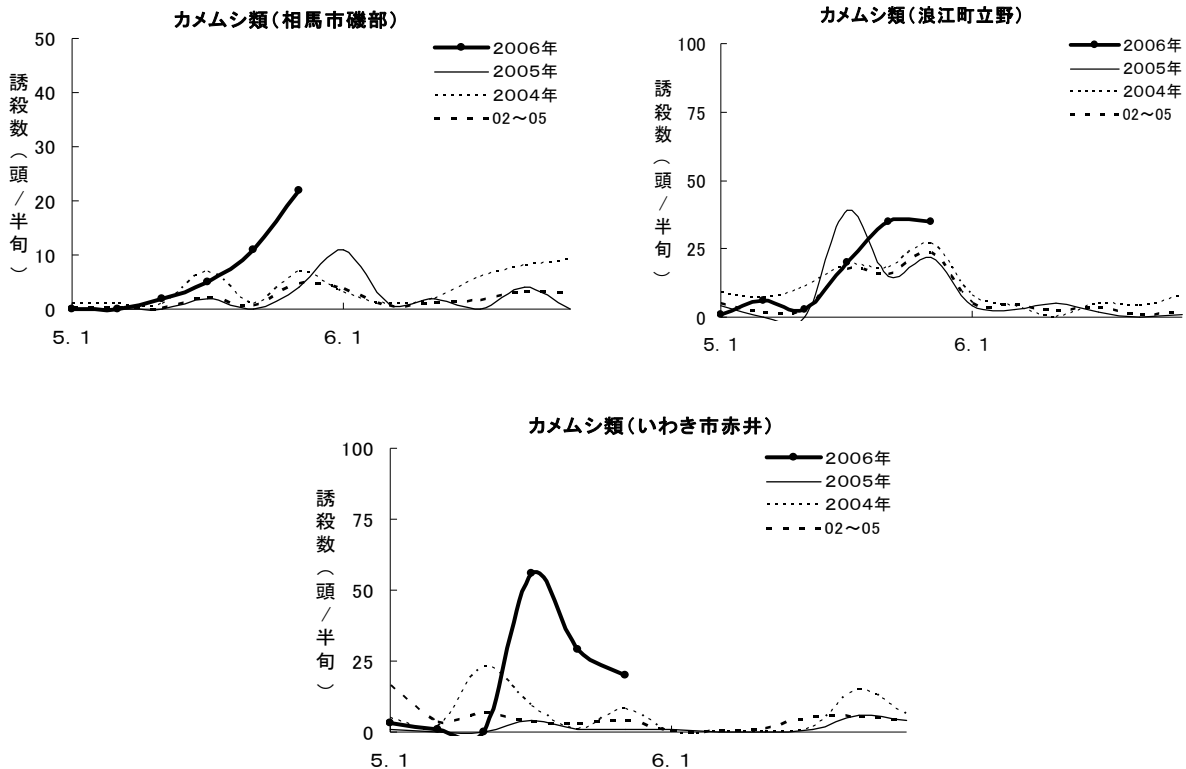 カメムシ類(相馬市磯部)
誘殺数(頭/半旬)
50
40
30
20
10
0
5. 1
6. 1
2006年
2005年
2004年
02～05
カメムシ類(浪江町立野)
誘殺数(頭/半旬)
100
75
50
25
0
5. 1
6. 1
2006年
2005年
2004年
02～05
カメムシ類(いわき市赤井)
誘殺数(頭/半旬)
100
75
50
25
0
5. 1
6. 1
2006年
2005年
2004年
02～05